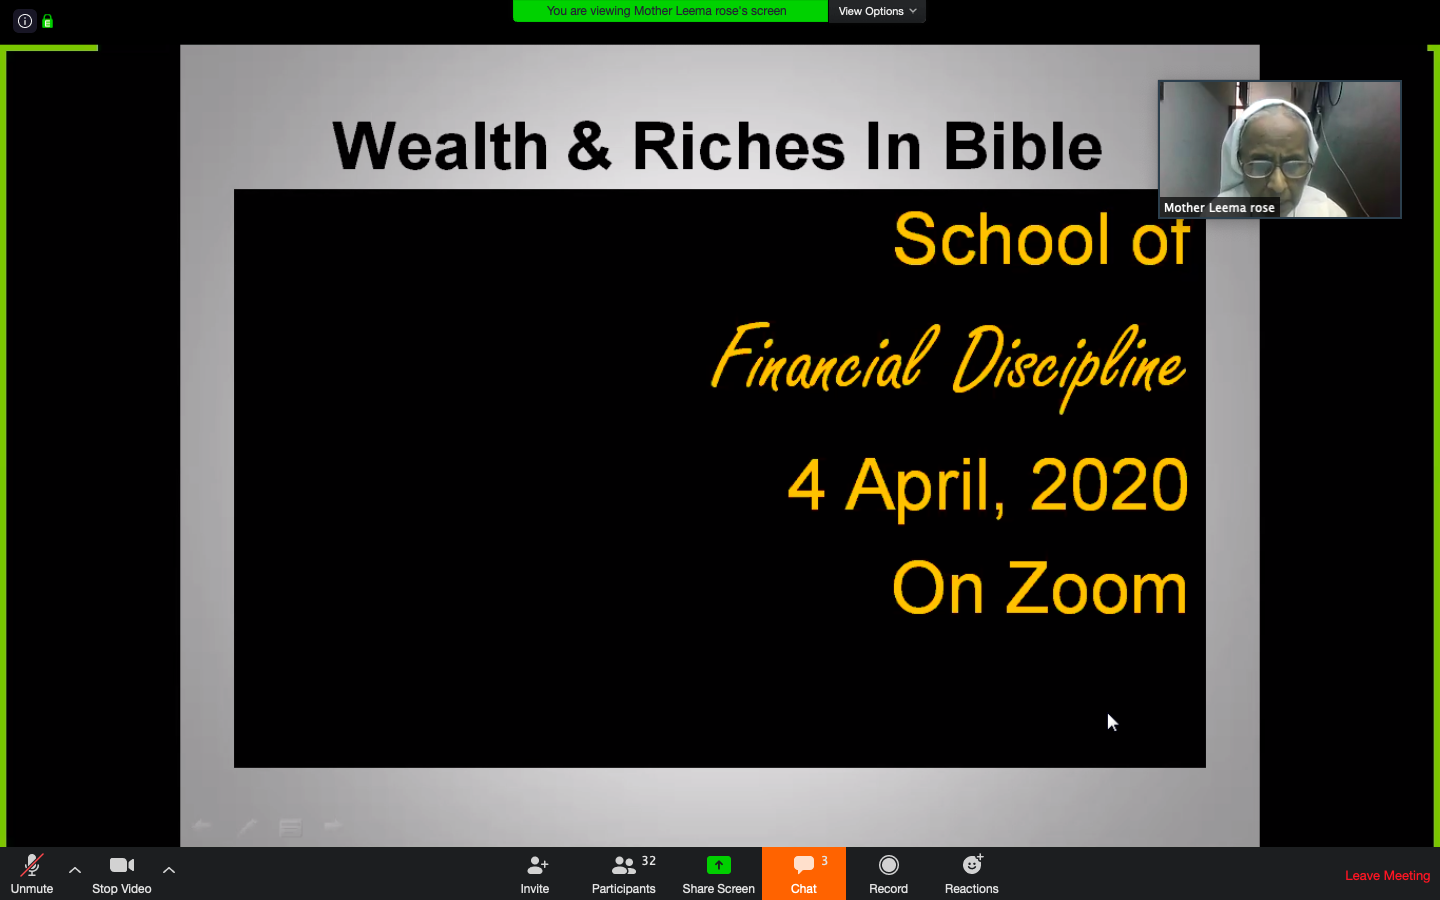 You are viewing Mother Leema rose's screen
View Options
Wealth & Riches In Bible
Mother Leema rose
School of
Financial Discipline
4 April, 2020
On Zoom
Unmute
Stop Video
Invite
32
Participants
Share Screen
3
Chat
Record
Reactions
Leave Meeting